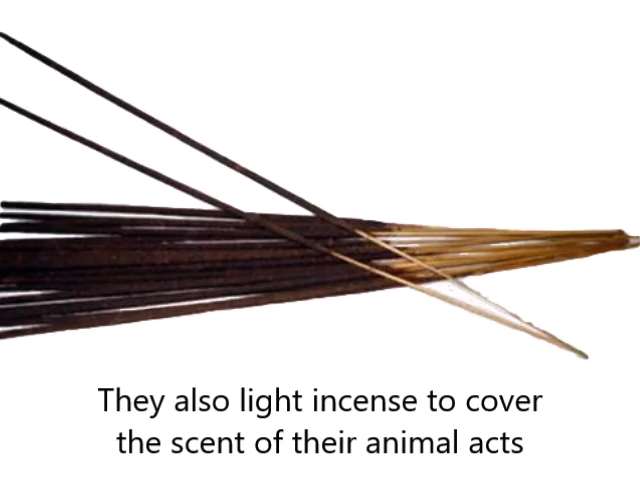 They also light incense to cover
the scent of their animal acts